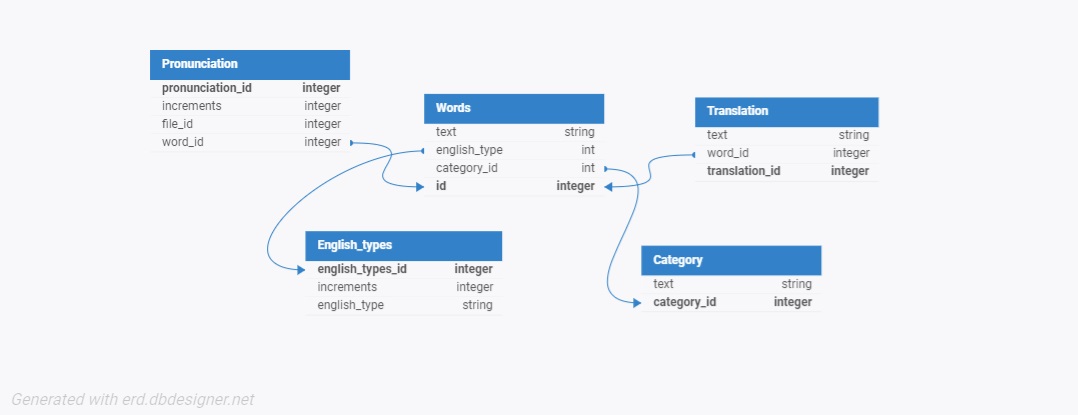 Pronunciation
pronunciation_id integer
increments integer
file_id integer
word_id integer
Words
text string
english_type int
category_id int
id integer
Translation
text string
word_id integer
translation_id integer
English_types
english_types_id integer
increments integer
english_type string
Category
text string
category_id integer
Generated with erd.dbdesigner.net